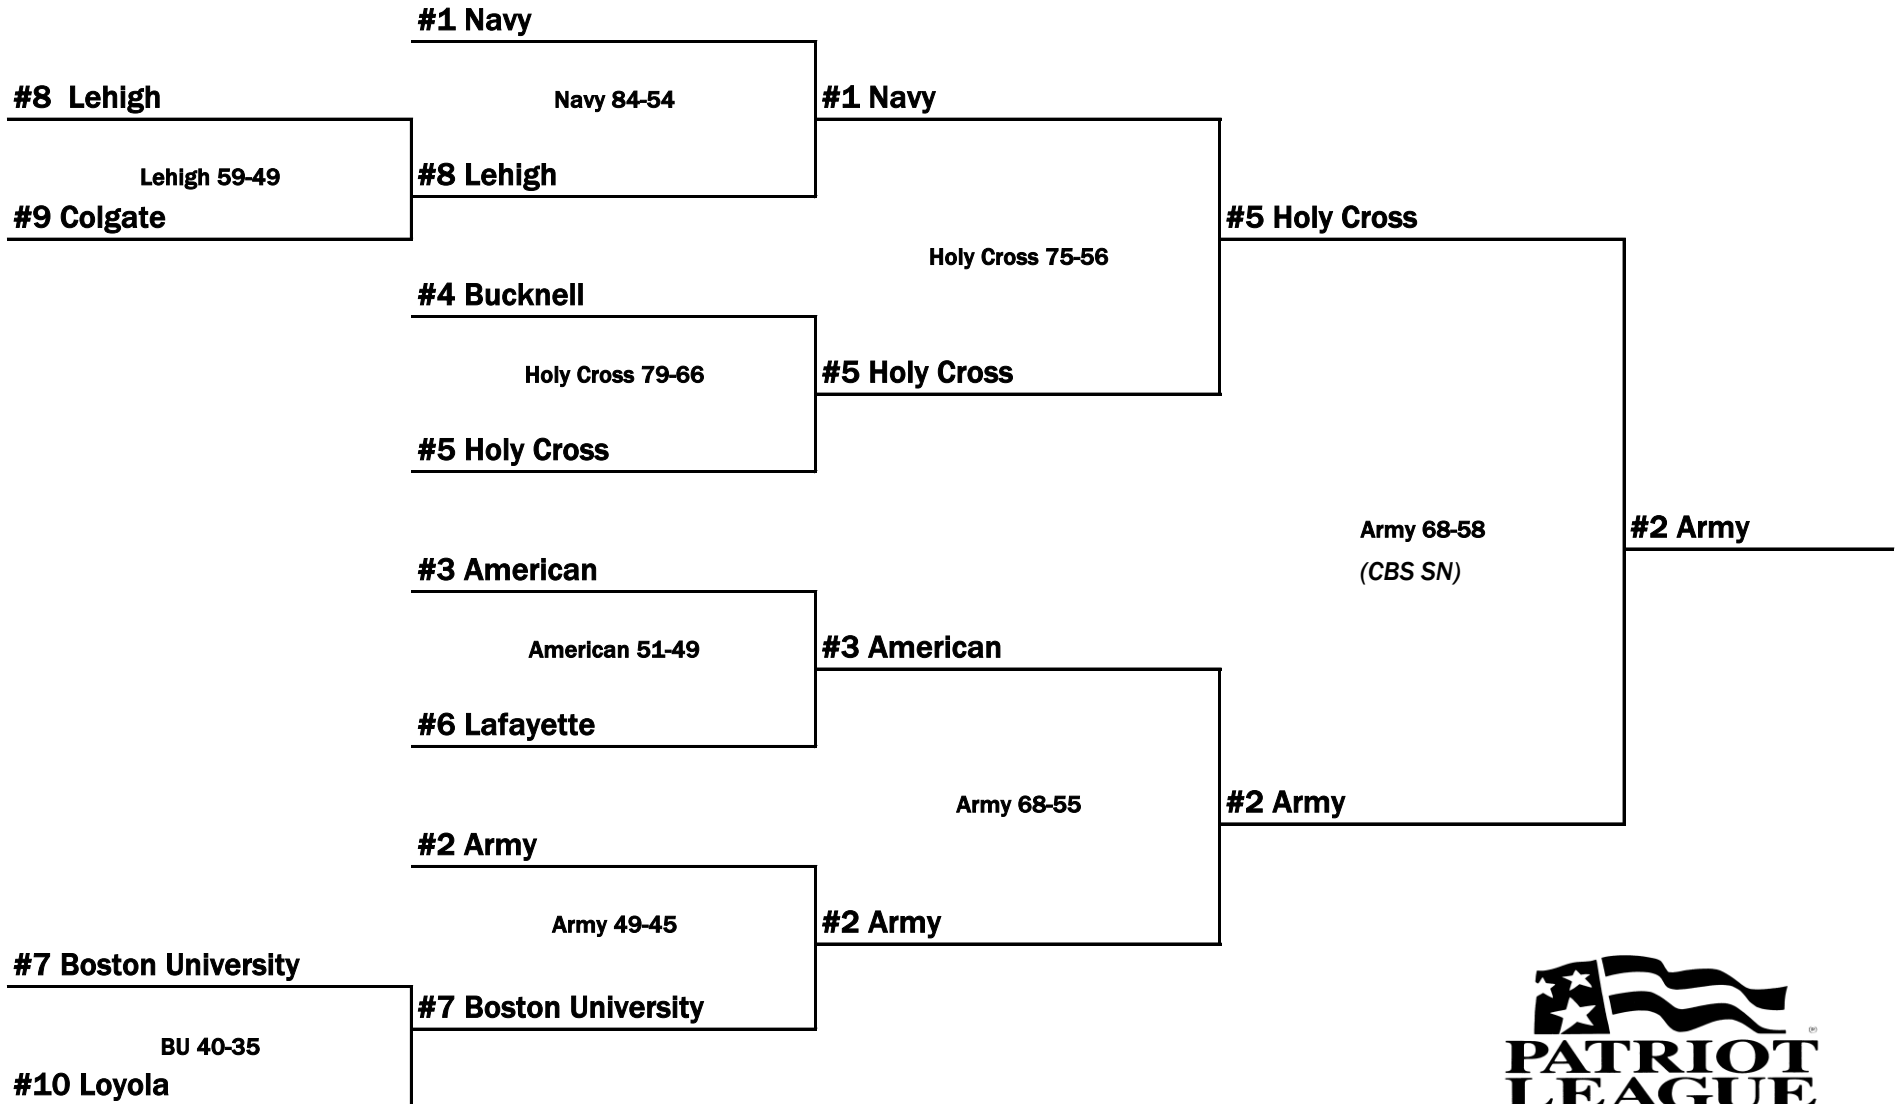 #1 Navy
#8  Lehigh
Navy 84-54
#1 Navy
Lehigh 59-49
#8 Lehigh
#9 Colgate
#5 Holy Cross
Holy Cross 75-56
#4 Bucknell
Holy Cross 79-66
#5 Holy Cross
#5 Holy Cross
Army 68-58
(CBS SN)
#2 Army
#3 American
American 51-49
#3 American
#6 Lafayette
Army 68-55
#2 Army
#2 Army
Army 49-45
#2 Army
#7 Boston University
#7 Boston University
BU 40-35
#10 Loyola
®
PATRIOT
LEAGUE